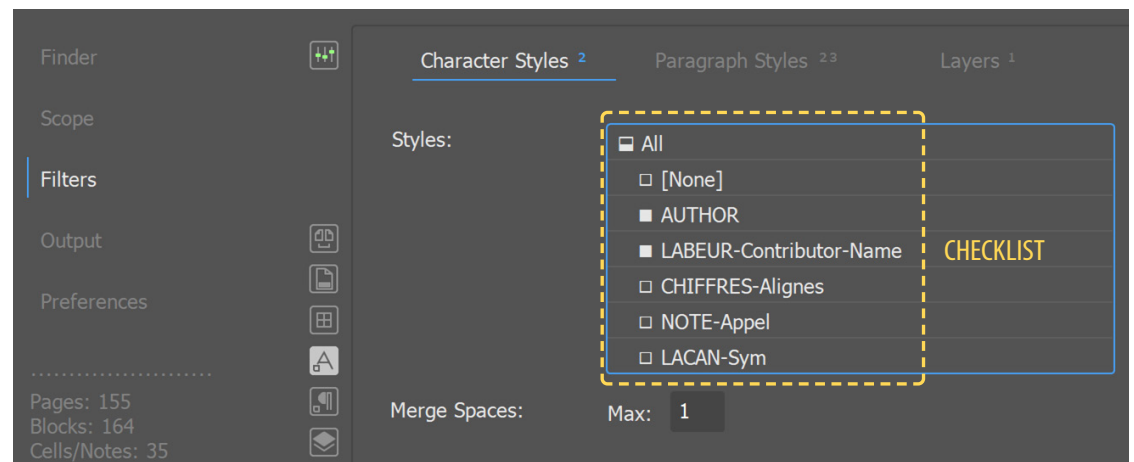 Finder
Scope
Filters
Output
Preferences
Pages: 155
Blocks: 164
Cells/Notes: 35
Character Styles ²
Paragraph Styles ²³
Layers ¹
Styles:
All
[None]
AUTHOR
LABEUR-Contributor-Name
CHECKLIST
CHIFFRES-Alignes
NOTE-Appel
LACAN-Sym
Merge Spaces: Max: 1